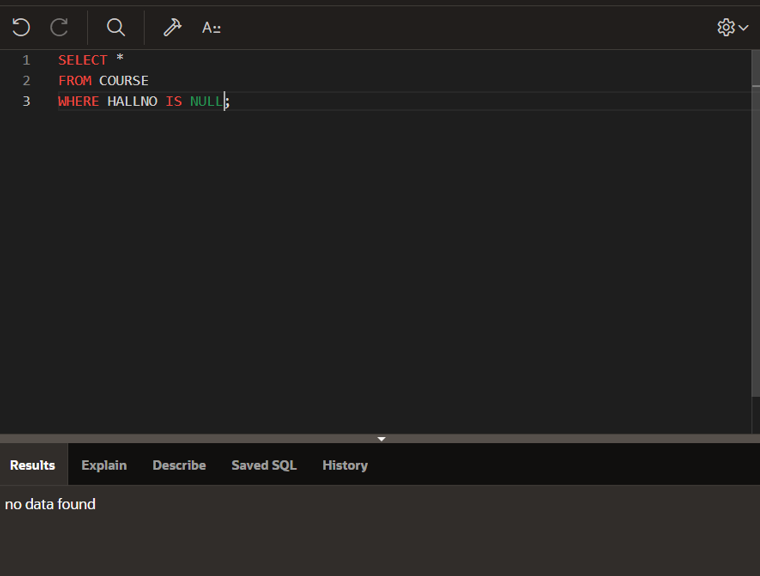 A::
1 SELECT *
2 FROM COURSE
3 WHERE HALLNO IS NULL;
Results Explain Describe Saved SQL History
no data found